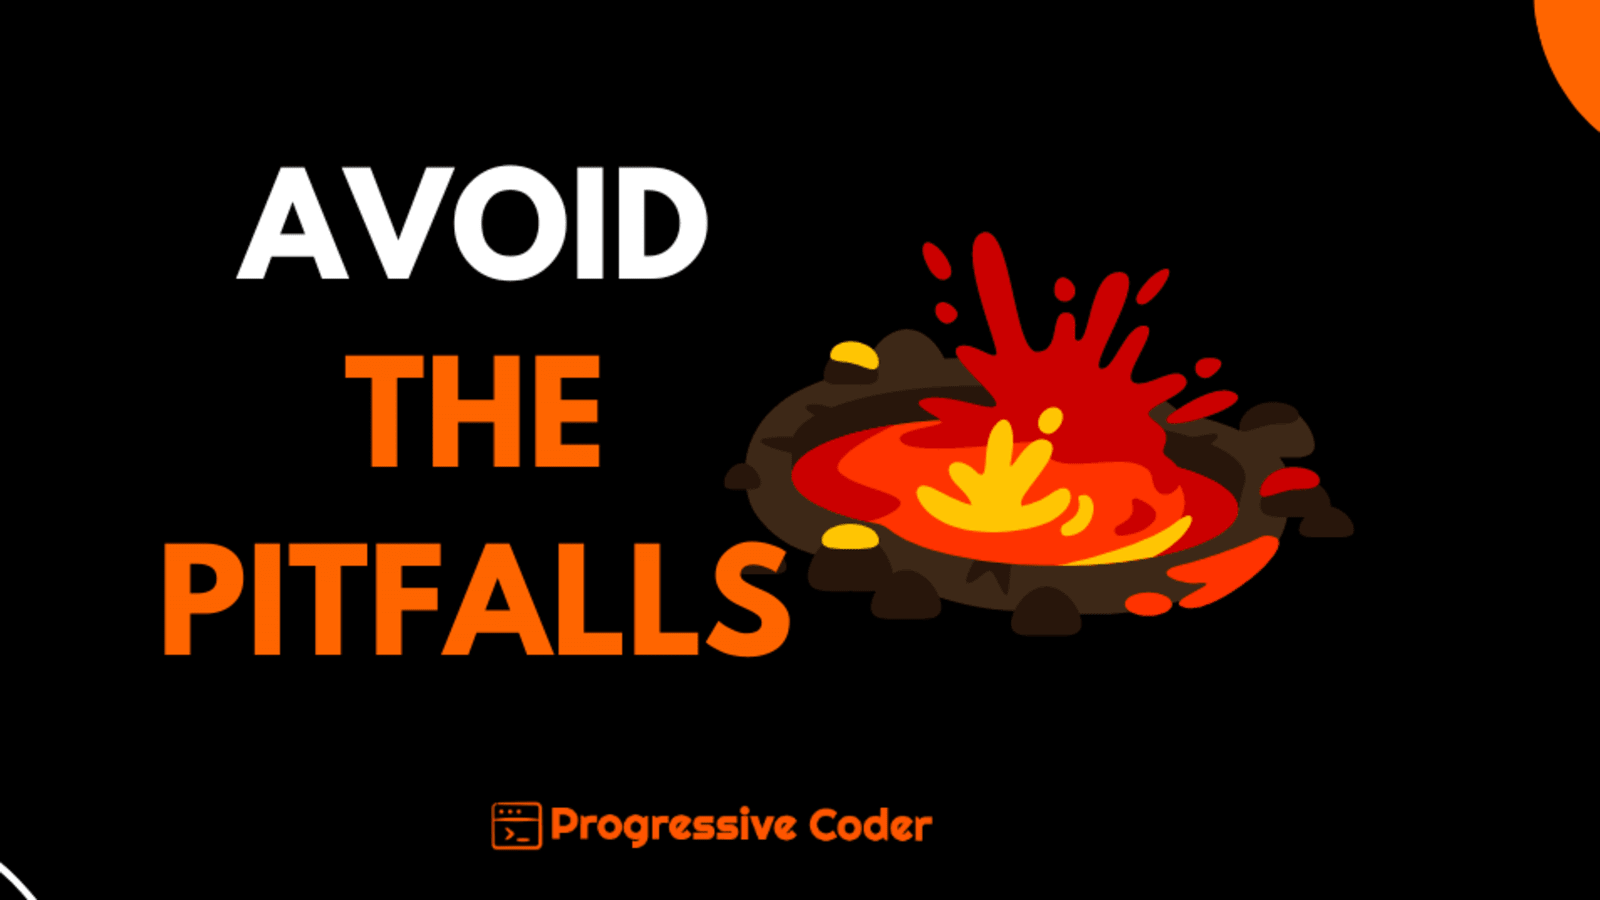 AVOID
THE
PITFALLS
Progressive Coder